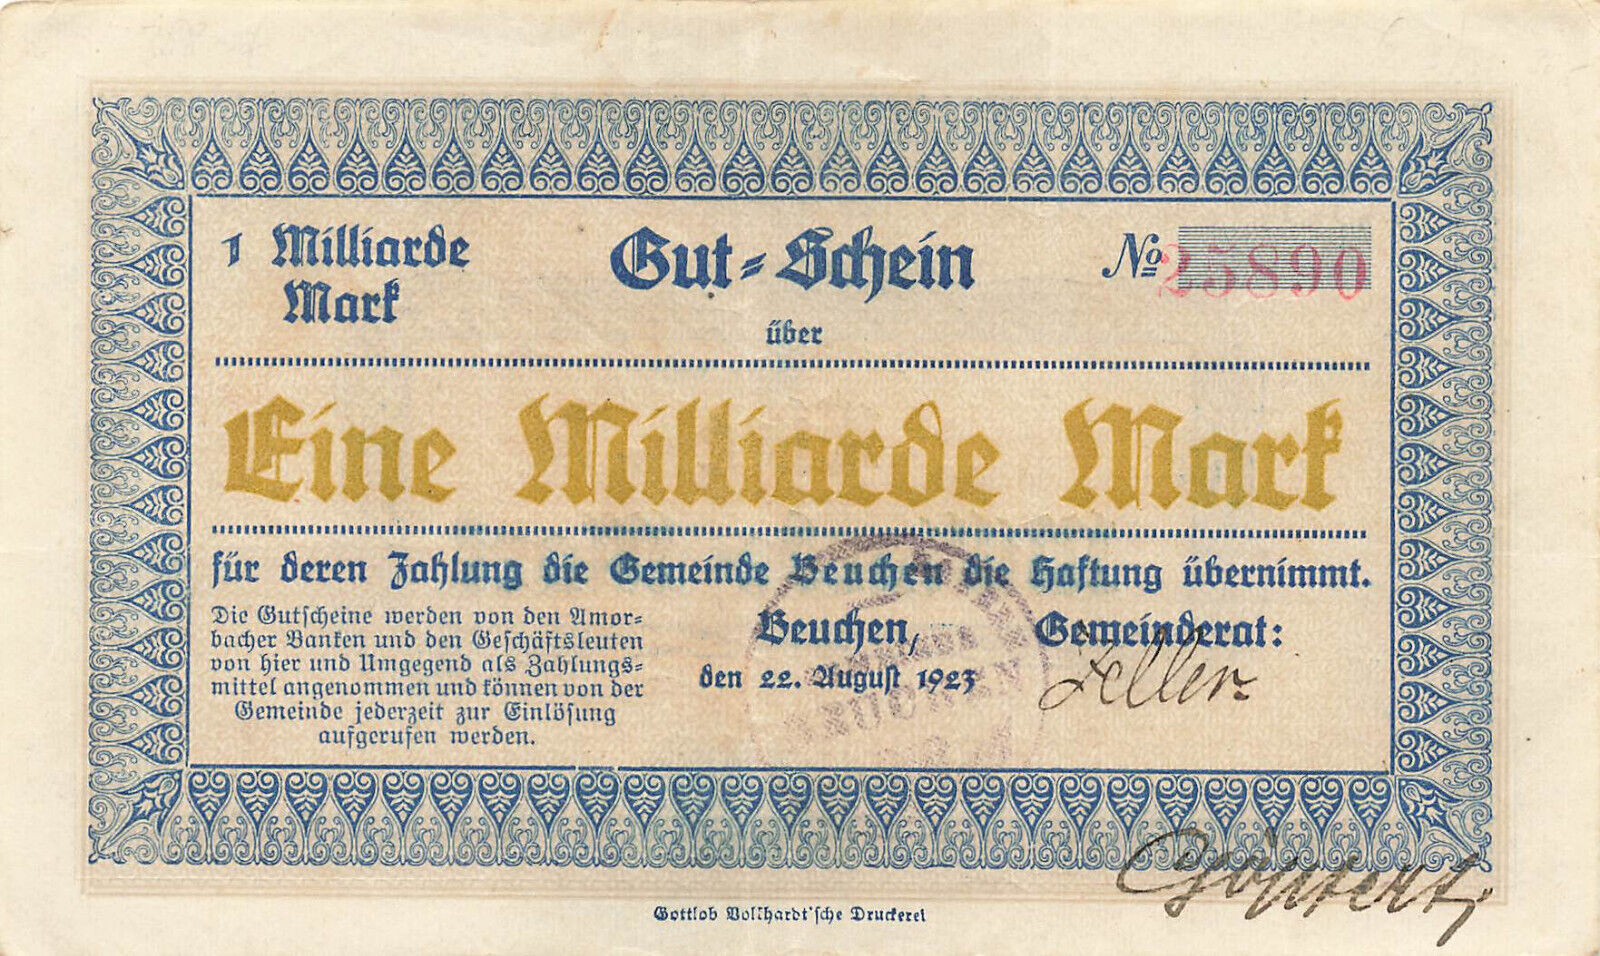 1 Milliarde
Mark
Gut=Schein
№ 25890
über
Eine Milliarde Mark
für deren Zahlung die Gemeinde Beuchen die Haftung übernimmt.
Die Gutscheine werden von den Amor=
bacher Banken und den Geschäftsleuten
von hier und Umgegend als Zahlungs=
mittel angenommen und können von der
Gemeinde jederzeit zur Einlösung
aufgerufen werden.
Beuchen,
den 22. August 1923
Gemeinderat:
Zeller
BEUCHEN
Gottlob Volkhardt'sche Druckerei